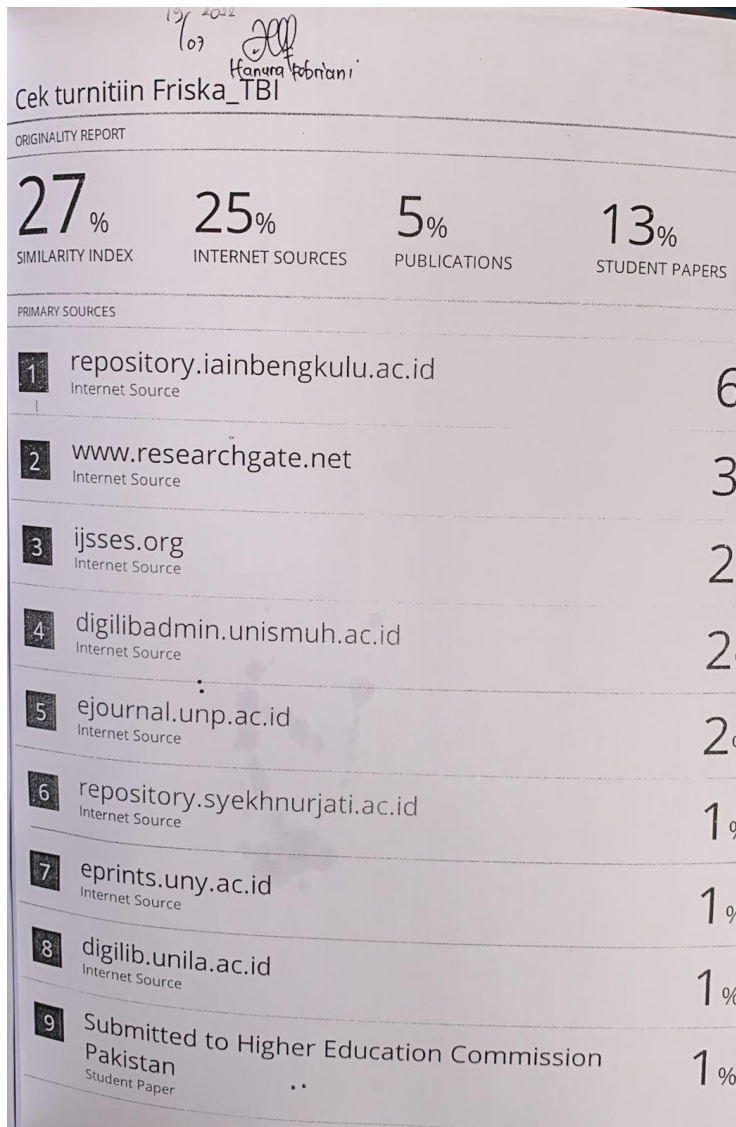 19/ 2022
/07
Hanura Febriani
Cek turnitiin Friska_TBI
ORIGINALITY REPORT
27% 25% 5% 13%
SIMILARITY INDEX INTERNET SOURCES PUBLICATIONS STUDENT PAPERS
PRIMARY SOURCES
1 repository.iainbengkulu.ac.id 6
Internet Source
2 www.researchgate.net 3
Internet Source
3 ijsses.org 2
Internet Source
4 digilibadmin.unismuh.ac.id 2
Internet Source
5 ejournal.unp.ac.id 2
Internet Source
6 repository.syekhnurjati.ac.id 1%
Internet Source
7 eprints.uny.ac.id 1%
Internet Source
8 digilib.unila.ac.id 1%
Internet Source
9 Submitted to Higher Education Commission 1%
Pakistan
Student Paper